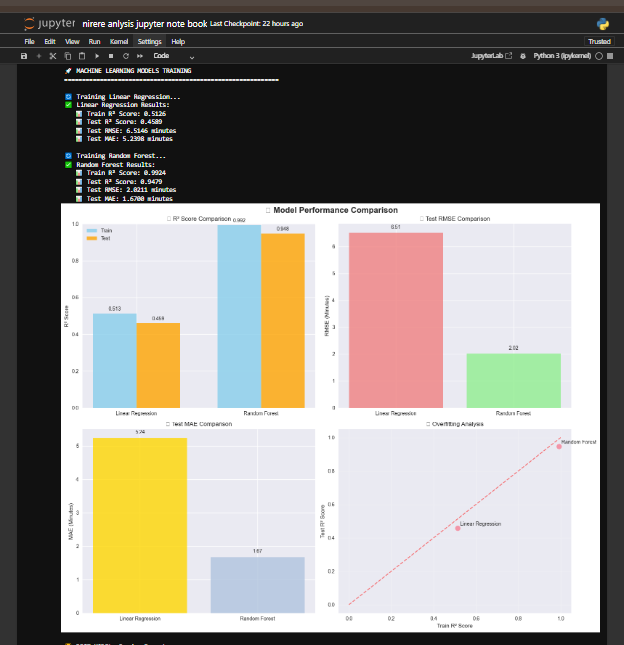 jupyter nirere anlysis jupyter note book Last Checkpoint: 22 hours ago
File Edit View Run Kernel Settings Help Trusted
Code JupyterLab Python 3 (ipykernel)
MACHINE LEARNING MODELS TRAINING
Training Linear Regression...
Linear Regression Results:
Train R² Score: 0.5126
Test R² Score: 0.4589
Test RMSE: 6.5146 minutes
Test MAE: 5.2398 minutes
Training Random Forest...
Random Forest Results:
Train R² Score: 0.9924
Test R² Score: 0.9479
Test RMSE: 2.0211 minutes
Test MAE: 1.6700 minutes
Model Performance Comparison
R² Score Comparison
0.992
Train
Test
0.948
0.513
0.459
1.0
0.8
0.6
0.4
0.2
0.0
R² Score
Linear Regression Random Forest
Test RMSE Comparison
6.51
2.02
6
5
4
3
2
1
0
RMSE (Minutes)
Linear Regression Random Forest
Test MAE Comparison
5.24
1.67
5
4
3
2
1
0
MAE (Minutes)
Linear Regression Random Forest
Overfitting Analysis
Random Forest
Linear Regression
1.0
0.8
0.6
0.4
0.2
0.0
Test R² Score
0.0 0.2 0.4 0.6 0.8 1.0
Train R² Score